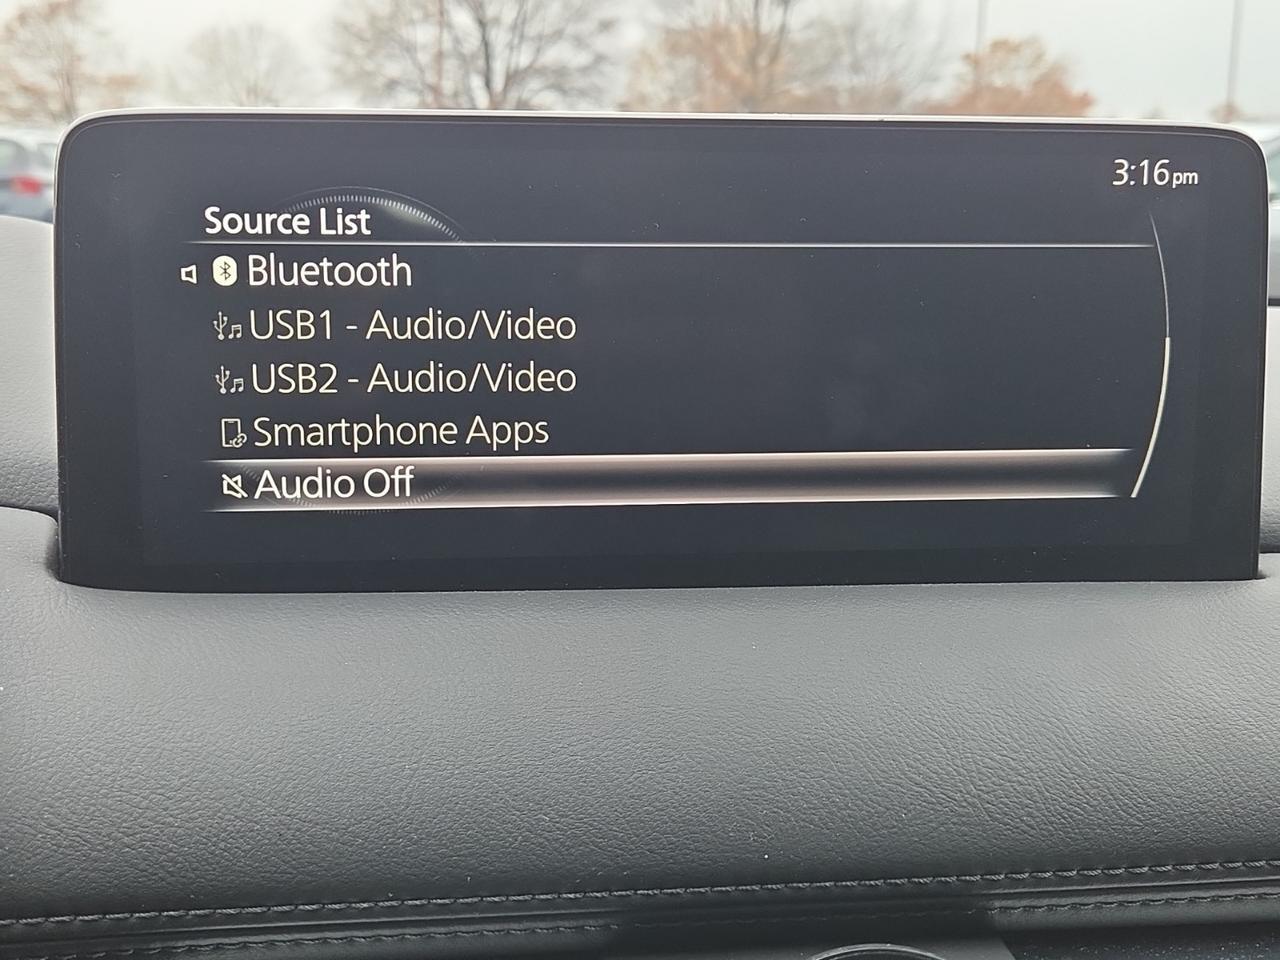 3:16pm
Source List
Bluetooth
USB1 - Audio/Video
USB2 - Audio/Video
Smartphone Apps
Audio Off